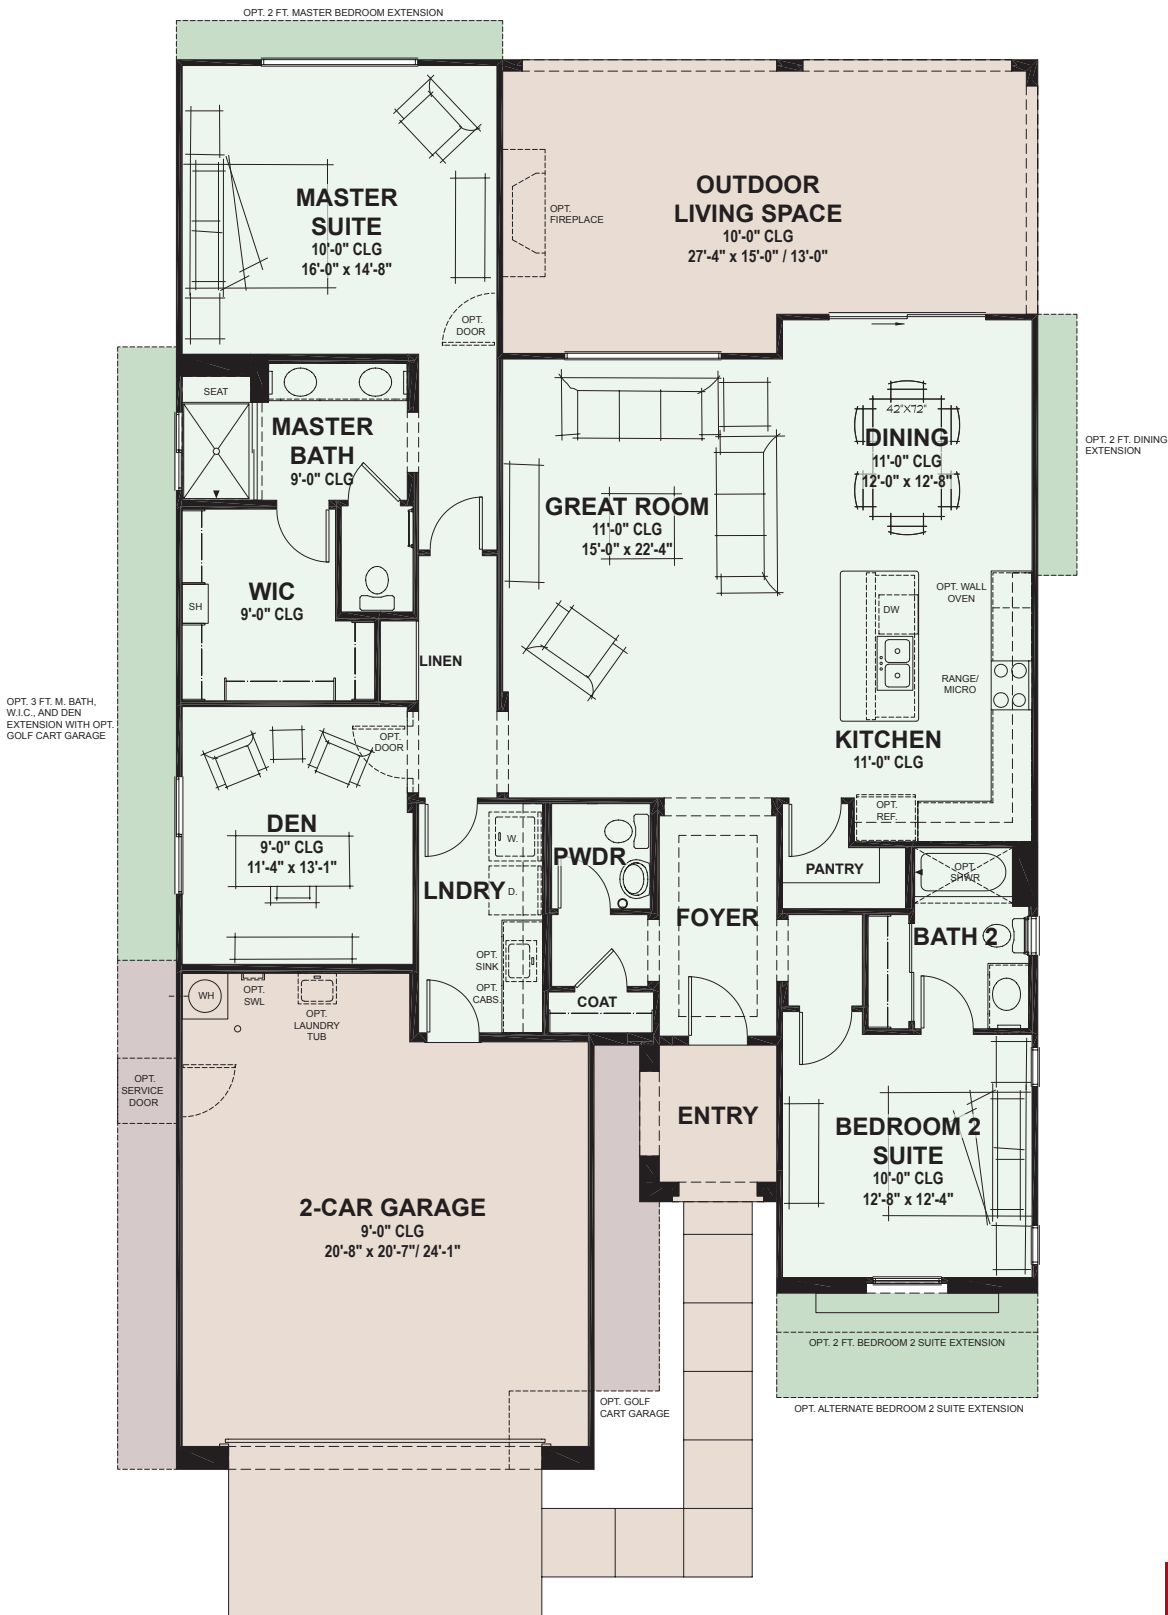 OPT. 2 FT. MASTER BEDROOM EXTENSION
MASTER
SUITE
10'-0" CLG
16'-0" x 14'-8"
OPT.
DOOR
OPT.
FIREPLACE
OUTDOOR
LIVING SPACE
10'-0" CLG
27'-4" x 15'-0" / 13'-0"
SEAT
MASTER
BATH
9'-0" CLG
42"X72"
DINING
11'-0" CLG
12'-0" x 12'-8"
OPT. 2 FT. DINING
EXTENSION
GREAT ROOM
11'-0" CLG
15'-0" x 22'-4"
WIC
9'-0" CLG
SH
LINEN
OPT. WALL
OVEN
DW
RANGE/
MICRO
KITCHEN
11'-0" CLG
OPT. 3 FT. M. BATH,
W.I.C., AND DEN
EXTENSION WITH OPT.
GOLF CART GARAGE
OPT.
DOOR
DEN
9'-0" CLG
11'-4" x 13'-1"
OPT.
REF.
W.
D.
LNDRY
PWDR
FOYER
PANTRY
OPT.
SHWR
BATH 2
OPT.
SINK
OPT.
CABS.
COAT
WH
OPT.
SWL
OPT.
LAUNDRY
TUB
OPT.
SERVICE
DOOR
ENTRY
BEDROOM 2
SUITE
10'-0" CLG
12'-8" x 12'-4"
2-CAR GARAGE
9'-0" CLG
20'-8" x 20'-7"/ 24'-1"
OPT. 2 FT. BEDROOM 2 SUITE EXTENSION
OPT. GOLF
CART GARAGE
OPT. ALTERNATE BEDROOM 2 SUITE EXTENSION